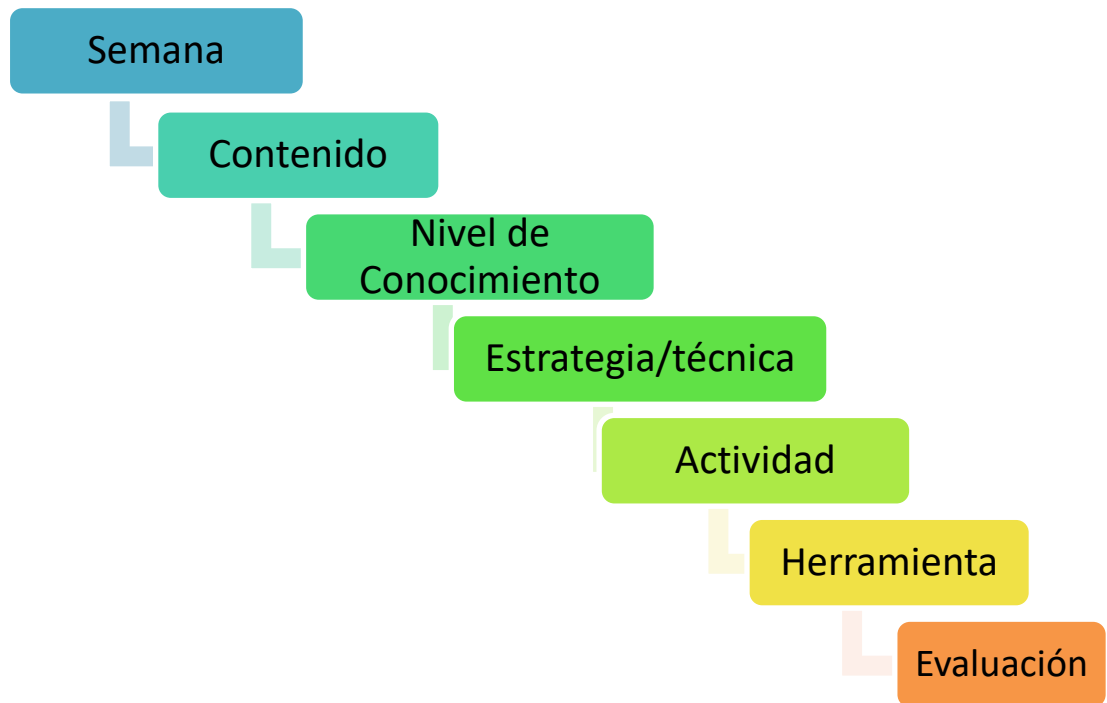 Semana
Contenido
Nivel de
Conocimiento
Estrategia/técnica
Actividad
Herramienta
Evaluación